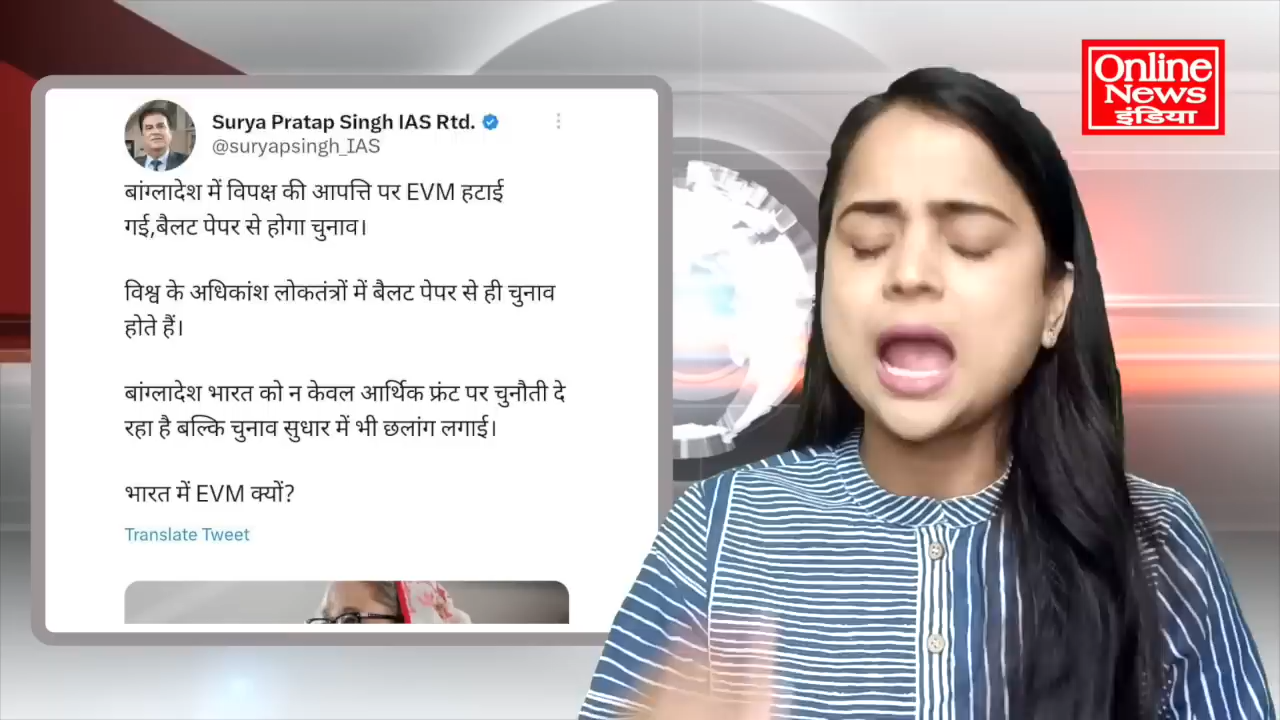 Surya Pratap Singh IAS Rtd.
@suryapsingh_IAS
बांग्लादेश में विपक्ष की आपत्ति पर EVM हटाई
गई,बैलट पेपर से होगा चुनाव।
विश्व के अधिकांश लोकतंत्रों में बैलट पेपर से ही चुनाव
होते हैं।
बांग्लादेश भारत को न केवल आर्थिक फ्रंट पर चुनौती दे
रहा है बल्कि चुनाव सुधार में भी छलांग लगाई।
भारत में EVM क्यों?
Translate Tweet
Online
News
इंडिया